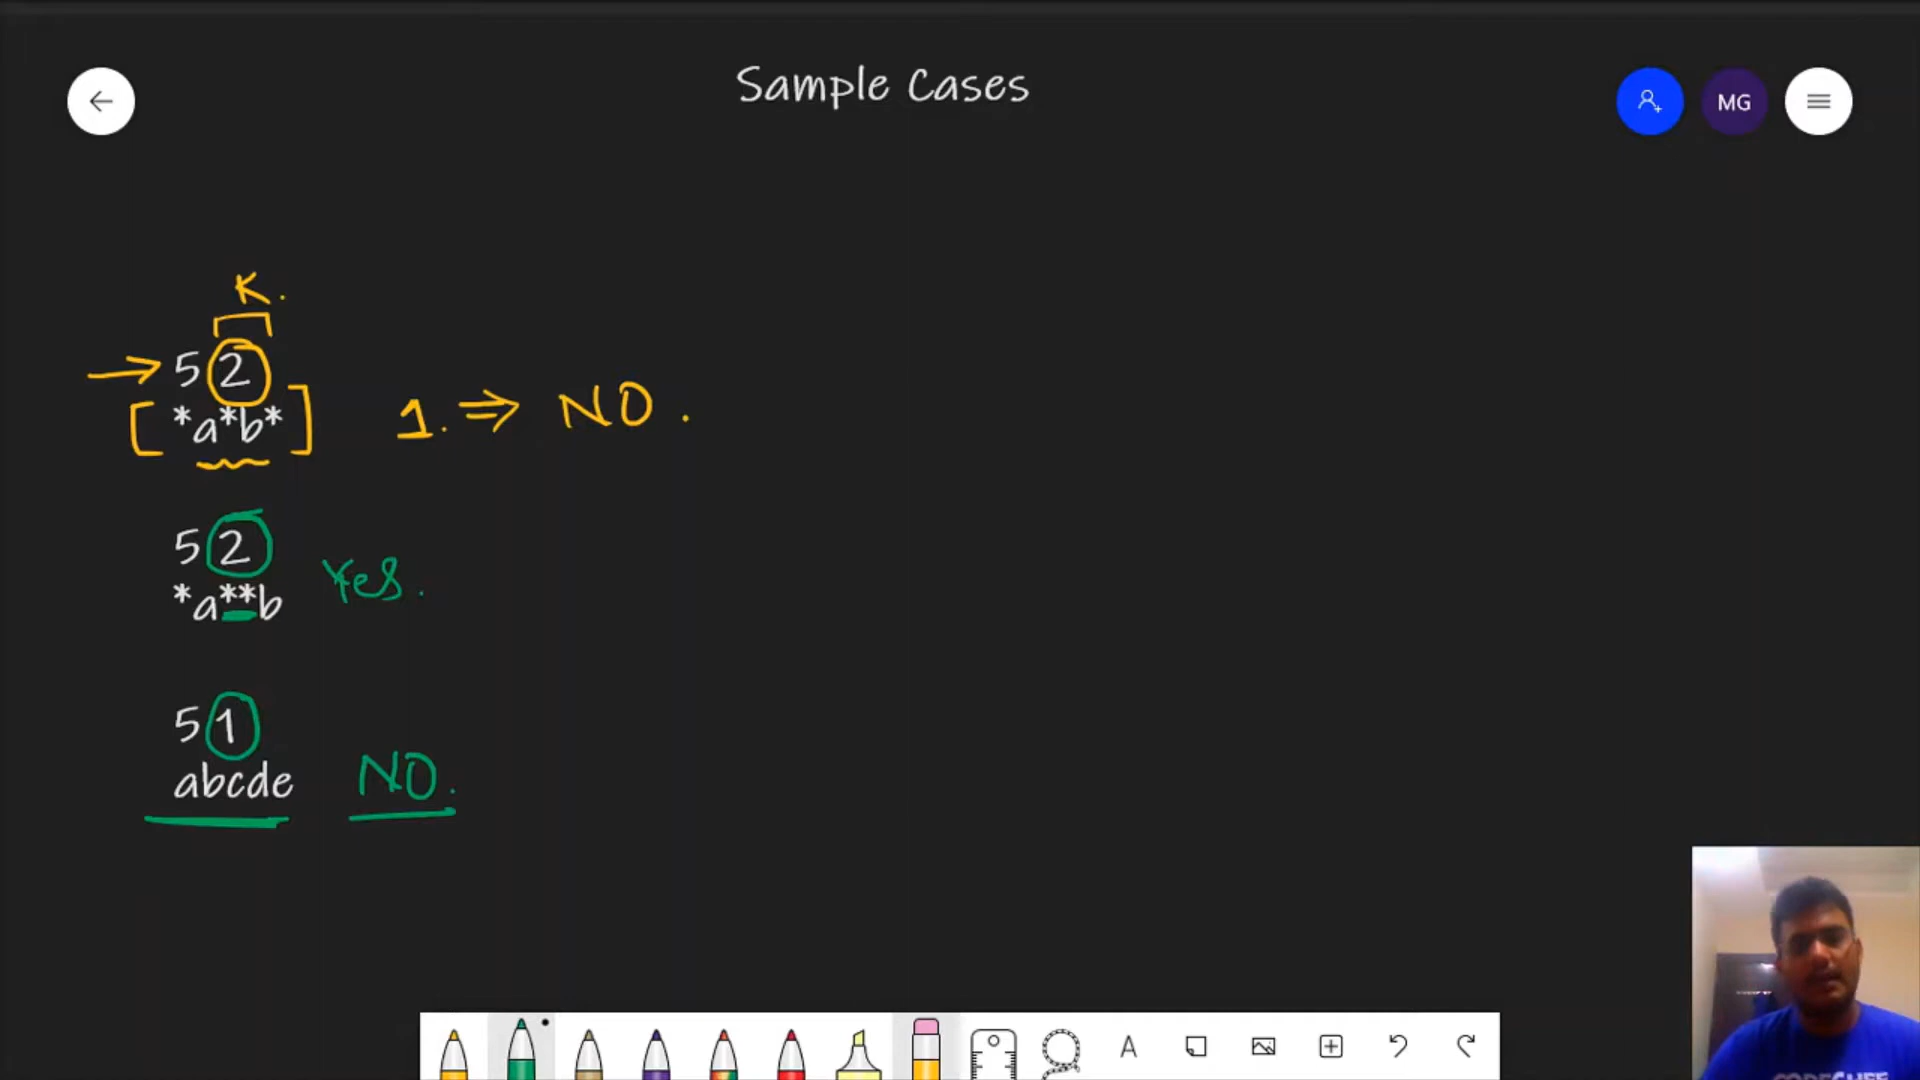 Sample Cases
MG
K.
5 2
*a*b*
1. ⇒ NO.
5 2
*a**b
Yes.
5 1
abcde
NO.
A